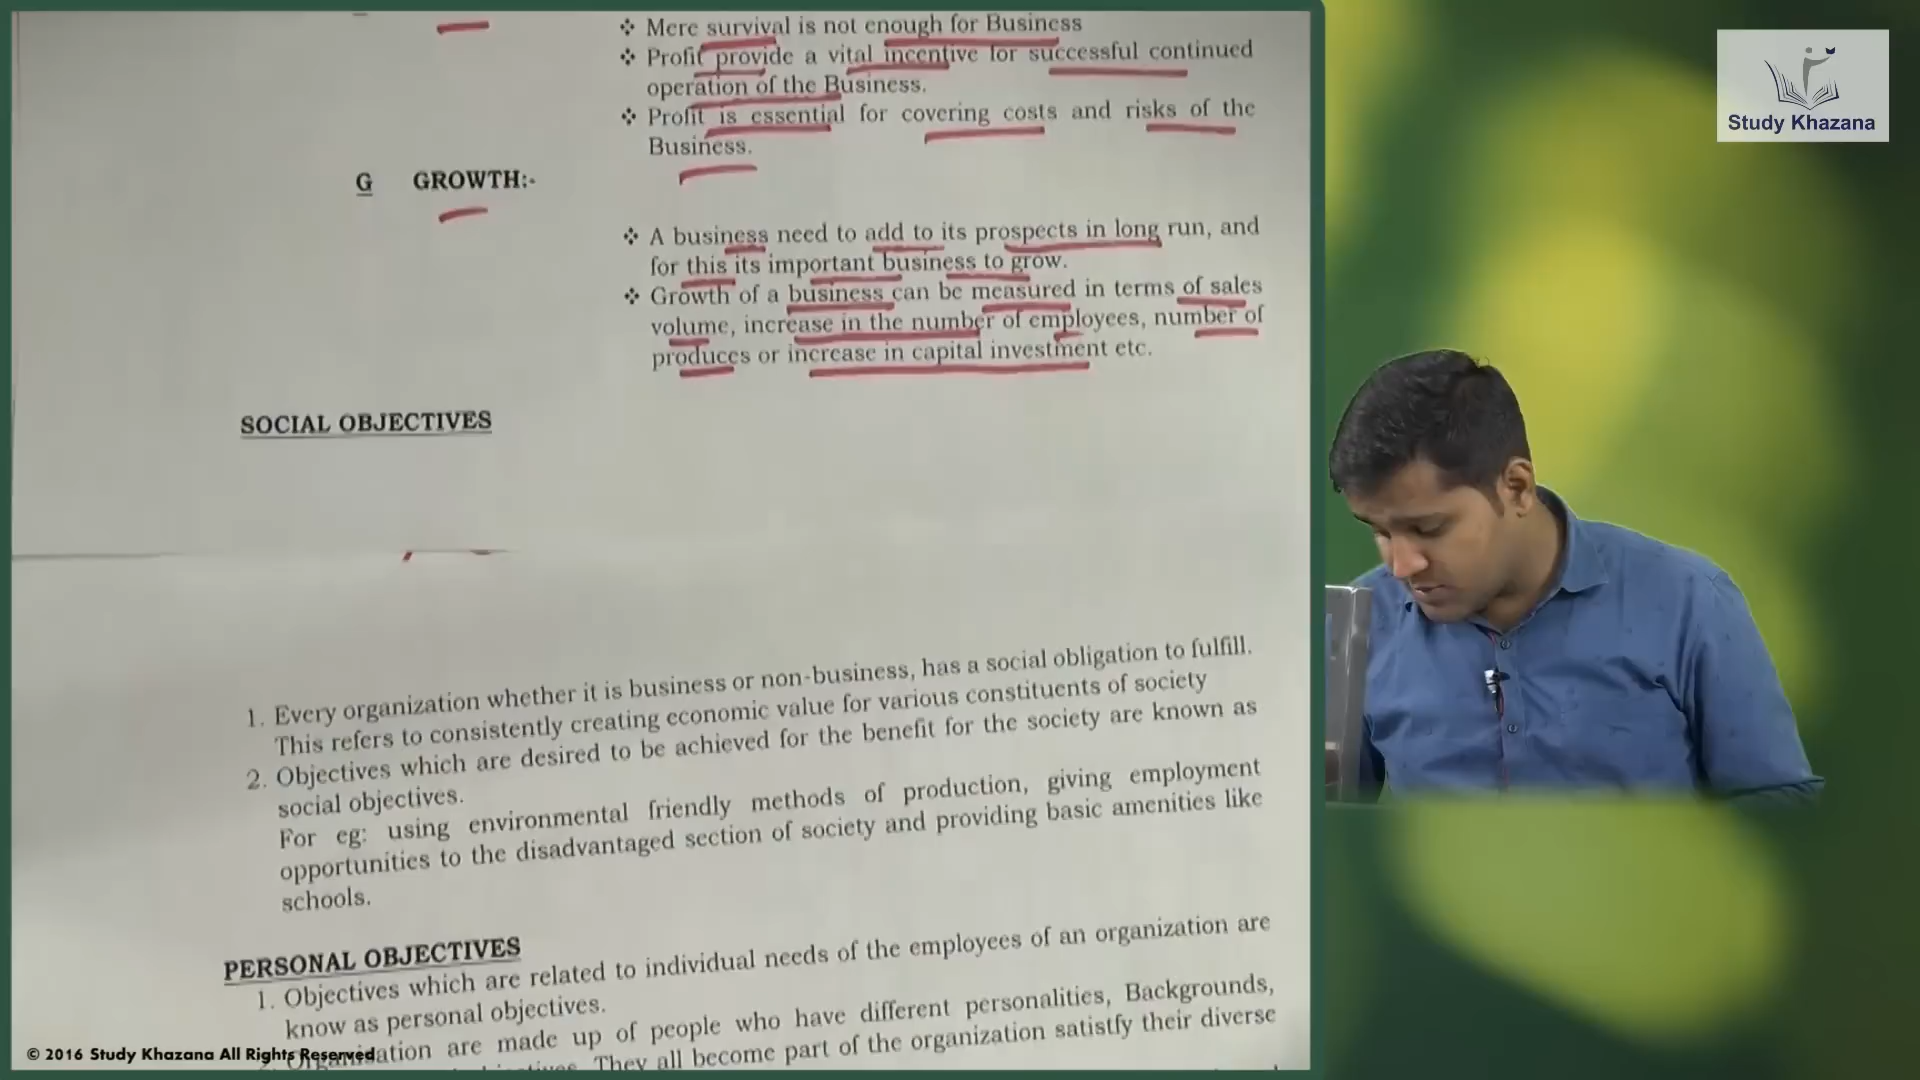 ❖ Mere survival is not enough for Business
❖ Profit provide a vital incentive for successful continued
operation of the Business.
❖ Profit is essential for covering costs and risks of the
Business.
G GROWTH:-
❖ A business need to add to its prospects in long run, and
for this its important business to grow.
❖ Growth of a business can be measured in terms of sales
volume, increase in the number of employees, number of
produces or increase in capital investment etc.
SOCIAL OBJECTIVES
1. Every organization whether it is business or non-business, has a social obligation to fulfill.
This refers to consistently creating economic value for various constituents of society
2. Objectives which are desired to be achieved for the benefit for the society are known as
social objectives.
For eg: using environmental friendly methods of production, giving employment
opportunities to the disadvantaged section of society and providing basic amenities like
schools.
PERSONAL OBJECTIVES
1. Objectives which are related to individual needs of the employees of an organization are
know as personal objectives.
2. Organisation are made up of people who have different personalities, Backgrounds,
They all become part of the organization satistfy their diverse
Study Khazana
© 2016 Study Khazana All Rights Reserved